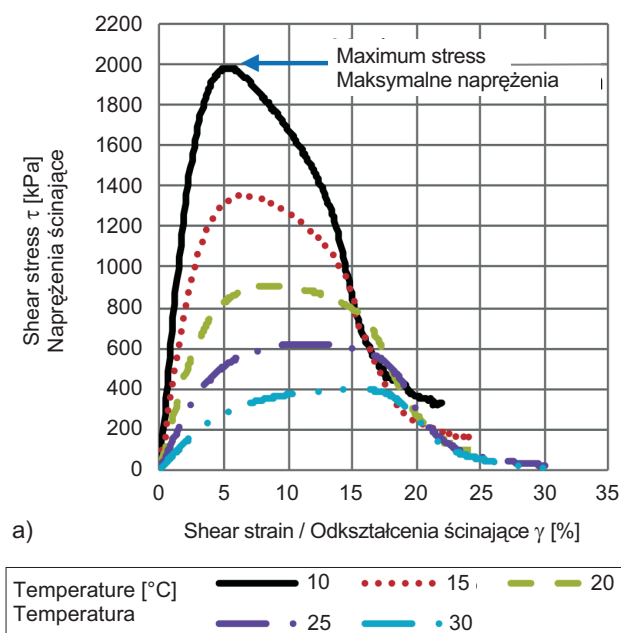 2200
2000
1800
1600
1400
1200
1000
800
600
400
200
0
Shear stress τ [kPa]
Naprężenia ścinające
Maximum stress
Maksymalne naprężenia
0 5 10 15 20 25 30 35
a)
Shear strain / Odkształcenia ścinające γ [%]
Temperature [°C]
Temperatura
10 15 20
25 30